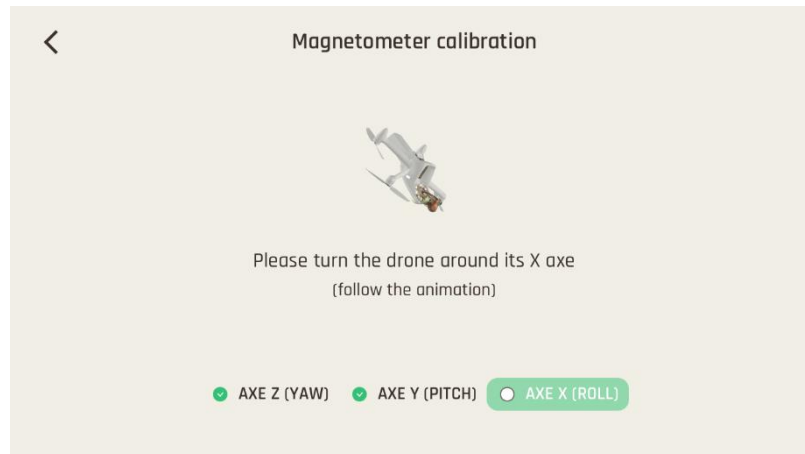 Magnetometer calibration
Please turn the drone around its X axe
(follow the animation)
AXE Z (YAW) AXE Y (PITCH) AXE X (ROLL)